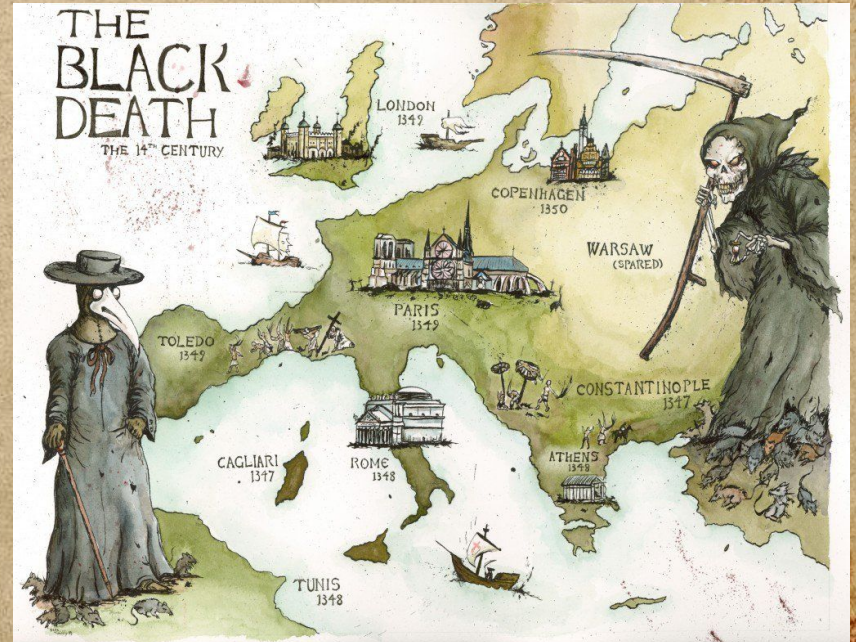 THE
BLACK
DEATH
THE 14TH CENTURY
LONDON
1349
COPENHAGEN
1350
WARSAW
(SPARED)
PARIS
1349
TOLEDO
1349
CONSTANTINOPLE
1347
CAGLIARI
1347
ROME
1348
ATHENS
1348
TUNIS
1348